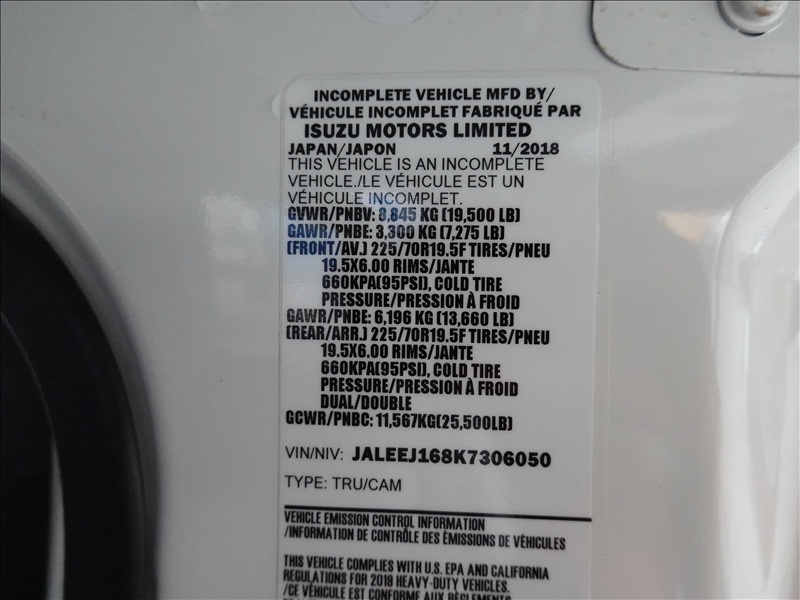 INCOMPLETE VEHICLE MFD BY/
VÉHICULE INCOMPLET FABRIQUÉ PAR
ISUZU MOTORS LIMITED
JAPAN/JAPON 11/2018
THIS VEHICLE IS AN INCOMPLETE
VEHICLE./LE VÉHICULE EST UN
VÉHICULE INCOMPLET.
GVWR/PNBV: 8,845 KG (19,500 LB)
GAWR/PNBE: 3,300 KG (7,275 LB)
(FRONT/AV.) 225/70R19.5F TIRES/PNEU
19.5X6.00 RIMS/JANTE
660KPA(95PSI), COLD TIRE
PRESSURE/PRESSION À FROID
GAWR/PNBE: 6,196 KG (13,660 LB)
(REAR/ARR.) 225/70R19.5F TIRES/PNEU
19.5X6.00 RIMS/JANTE
660KPA(95PSI), COLD TIRE
PRESSURE/PRESSION À FROID
DUAL/DOUBLE
GCWR/PNBC: 11,567KG(25,500LB)
VIN/NIV: JALEEJ168K7306050
TYPE: TRU/CAM
VEHICLE EMISSION CONTROL INFORMATION
/INFORMATION DE CONTRÔLE DES ÉMISSIONS DE VÉHICULES
THIS VEHICLE COMPLIES WITH U.S. EPA AND CALIFORNIA
REGULATIONS FOR 2019 HEAVY-DUTY VEHICLES.
/CE VÉHICULE EST CONFORME AUX RÈGLEMENTS